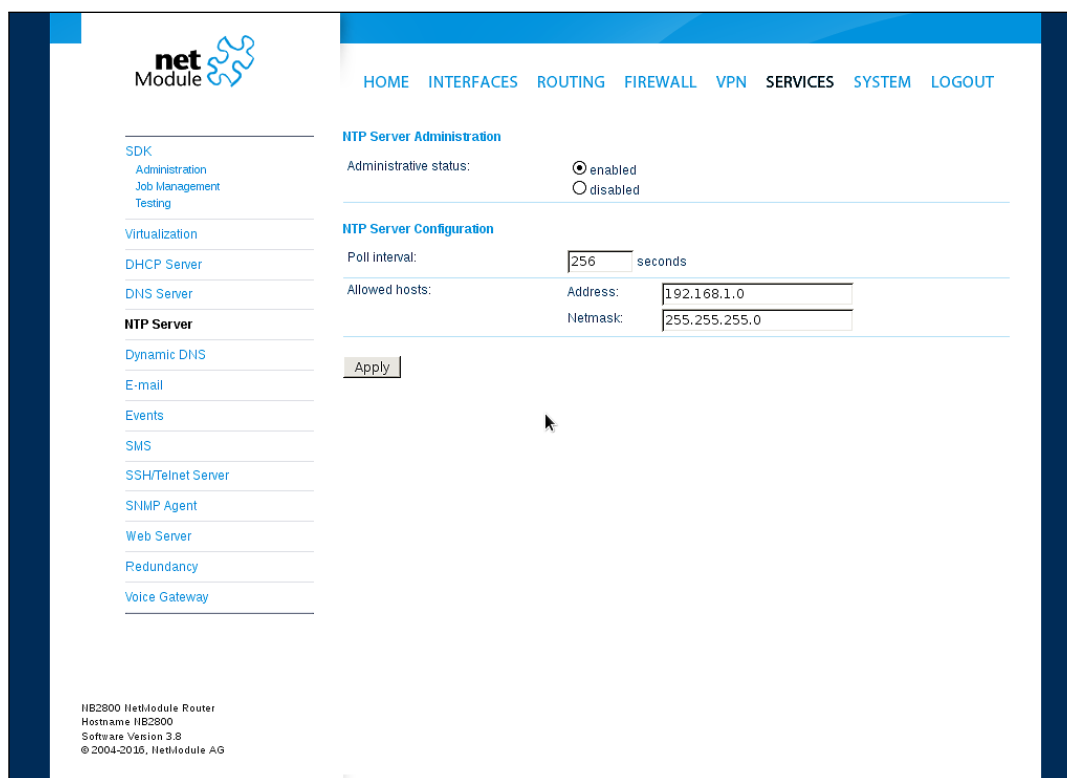 net
Module
HOME INTERFACES ROUTING FIREWALL VPN SERVICES SYSTEM LOGOUT
SDK
Administration
Job Management
Testing
Virtualization
DHCP Server
DNS Server
NTP Server
Dynamic DNS
E-mail
Events
SMS
SSH/Telnet Server
SNMP Agent
Web Server
Redundancy
Voice Gateway
NTP Server Administration
Administrative status:
enabled
disabled
NTP Server Configuration
Poll interval: 256 seconds
Allowed hosts: Address: 192.168.1.0
Netmask: 255.255.255.0
Apply
NB2800 NetModule Router
Hostname NB2800
Software Version 3.8
© 2004-2016, NetModule AG